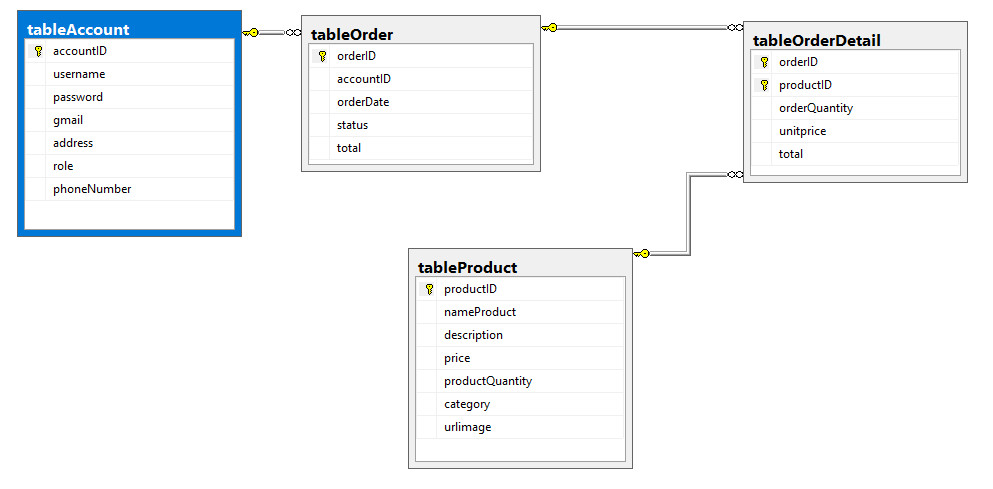 tableAccount
accountID
username
password
gmail
address
role
phoneNumber
tableOrder
orderID
accountID
orderDate
status
total
tableOrderDetail
orderID
productID
orderQuantity
unitprice
total
tableProduct
productID
nameProduct
description
price
productQuantity
category
urlimage